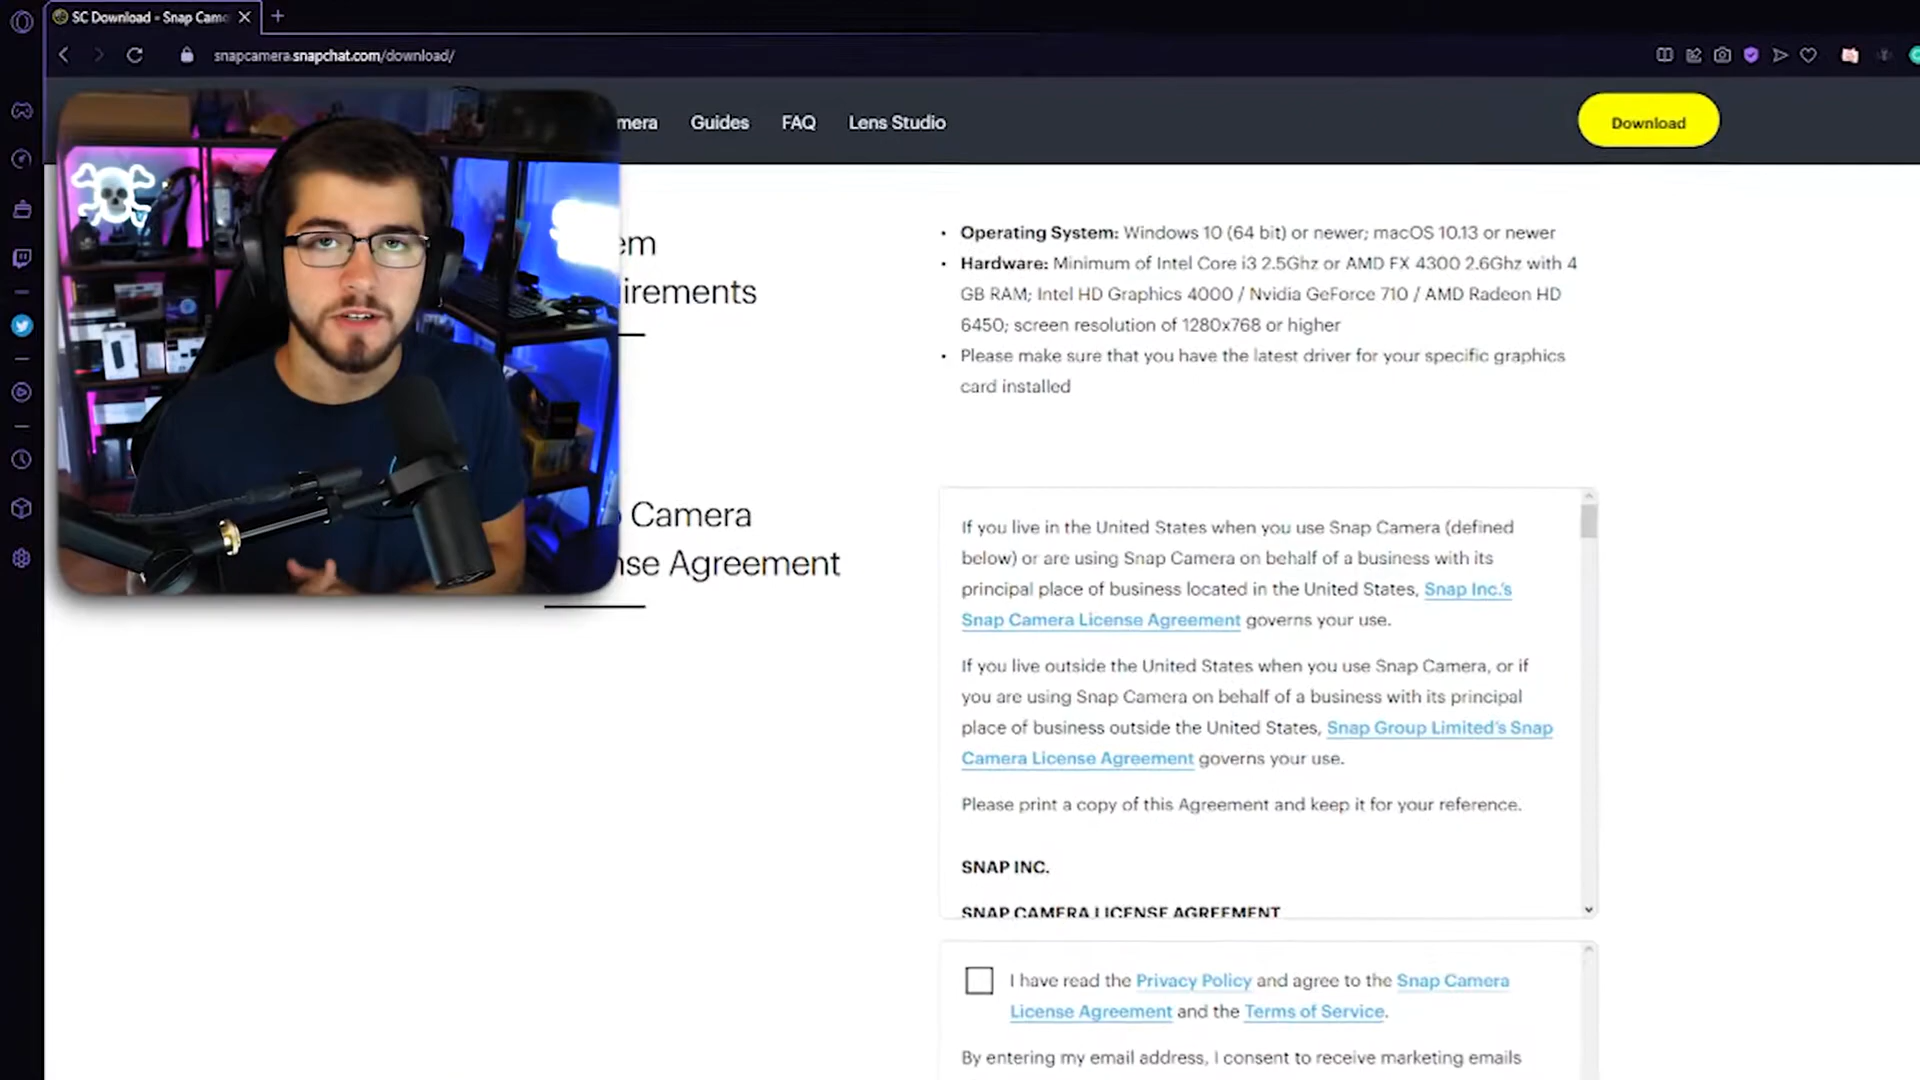 SC Download - Snap Came
snapcamera.snapchat.com/download/
mera
Guides
FAQ
Lens Studio
Download
em
irements
• Operating System: Windows 10 (64 bit) or newer; macOS 10.13 or newer
• Hardware: Minimum of Intel Core i3 2.5Ghz or AMD FX 4300 2.6Ghz with 4
GB RAM; Intel HD Graphics 4000 / Nvidia GeForce 710 / AMD Radeon HD
6450; screen resolution of 1280x768 or higher
• Please make sure that you have the latest driver for your specific graphics
card installed
Camera
nse Agreement
If you live in the United States when you use Snap Camera (defined
below) or are using Snap Camera on behalf of a business with its
principal place of business located in the United States, Snap Inc.'s
Snap Camera License Agreement governs your use.
If you live outside the United States when you use Snap Camera, or if
you are using Snap Camera on behalf of a business with its principal
place of business outside the United States, Snap Group Limited's Snap
Camera License Agreement governs your use.
Please print a copy of this Agreement and keep it for your reference.
SNAP INC.
SNAP CAMERA LICENSE AGREEMENT
I have read the Privacy Policy and agree to the Snap Camera
License Agreement and the Terms of Service.
By entering my email address, I consent to receive marketing emails